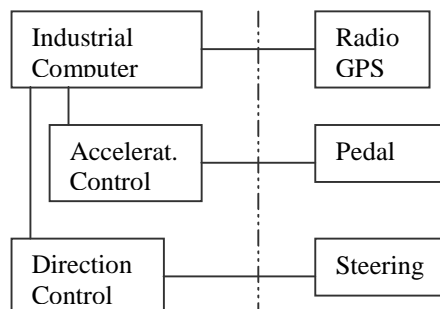 Industrial
Computer
Radio
GPS
Accelerat.
Control
Pedal
Direction
Control
Steering